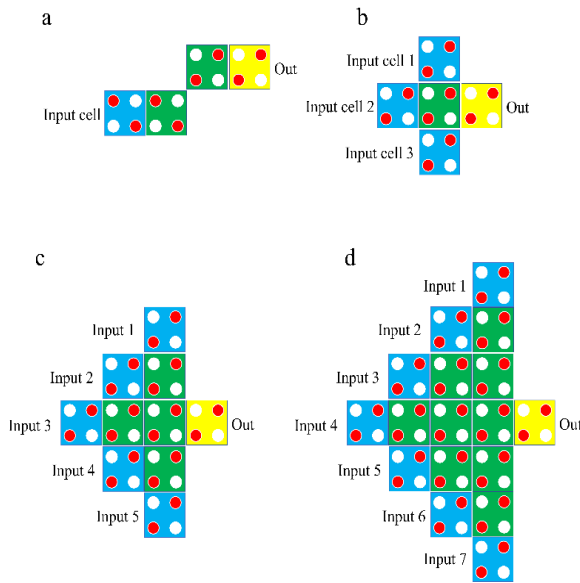 a
Out
Input cell
b
Input cell 1
Input cell 2
Out
Input cell 3
c
Input 1
Input 2
Input 3
Out
Input 4
Input 5
d
Input 1
Input 2
Input 3
Input 4
Out
Input 5
Input 6
Input 7